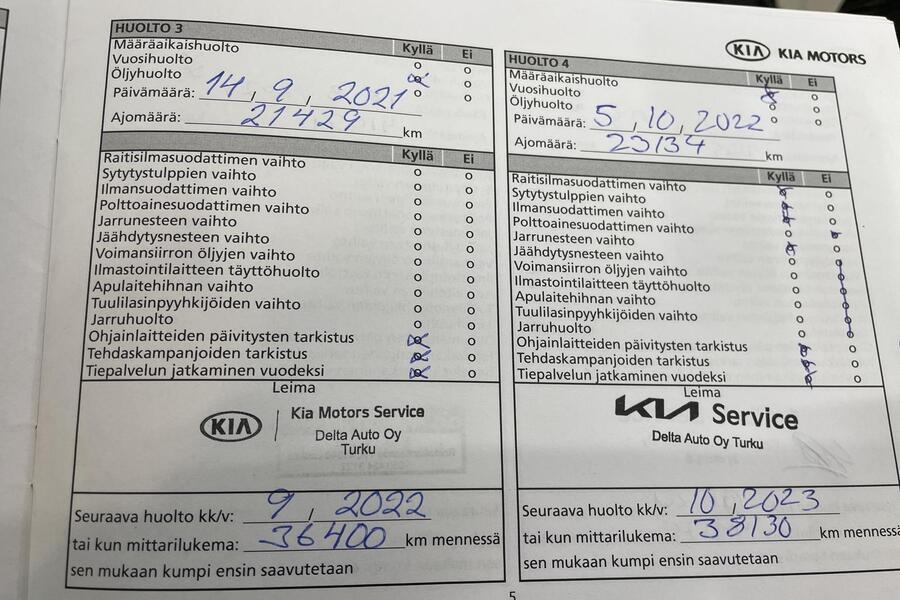 HUOLTO 3
Kyllä Ei
Määräaikaishuolto
Vuosihuolto
Öljyhuolto
Päivämäärä: 14, 9, 2021
Ajomäärä: 21429 km
Kyllä Ei
Raitisilmasuodattimen vaihto
Sytytystulppien vaihto
Ilmansuodattimen vaihto
Polttoainesuodattimen vaihto
Jarrunesteen vaihto
Jäähdytysnesteen vaihto
Voimansiirron öljyjen vaihto
Ilmastointilaitteen täyttöhuolto
Apulaitehihnan vaihto
Tuulilasinpyyhkijöiden vaihto
Jarruhuolto
Ohjainlaitteiden päivitysten tarkistus
Tehdaskampanjoiden tarkistus
Tiepalvelun jatkaminen vuodeksi
Leima
KIA Kia Motors Service
Delta Auto Oy
Turku
Seuraava huolto kk/v: 9, 2022
tai kun mittarilukema: 36400 km mennessä
sen mukaan kumpi ensin saavutetaan
KIA KIA MOTORS
HUOLTO 4
Kyllä Ei
Määräaikaishuolto
Vuosihuolto
Öljyhuolto
Päivämäärä: 5, 10, 2022
Ajomäärä: 23134 km
Kyllä Ei
Raitisilmasuodattimen vaihto
Sytytystulppien vaihto
Ilmansuodattimen vaihto
Polttoainesuodattimen vaihto
Jarrunesteen vaihto
Jäähdytysnesteen vaihto
Voimansiirron öljyjen vaihto
Ilmastointilaitteen täyttöhuolto
Apulaitehihnan vaihto
Tuulilasinpyyhkijöiden vaihto
Jarruhuolto
Ohjainlaitteiden päivitysten tarkistus
Tehdaskampanjoiden tarkistus
Tiepalvelun jatkaminen vuodeksi
Leima
KIA Service
Delta Auto Oy Turku
Seuraava huolto kk/v: 10, 2023
tai kun mittarilukema: 38130 km mennessä
sen mukaan kumpi ensin saavutetaan
5